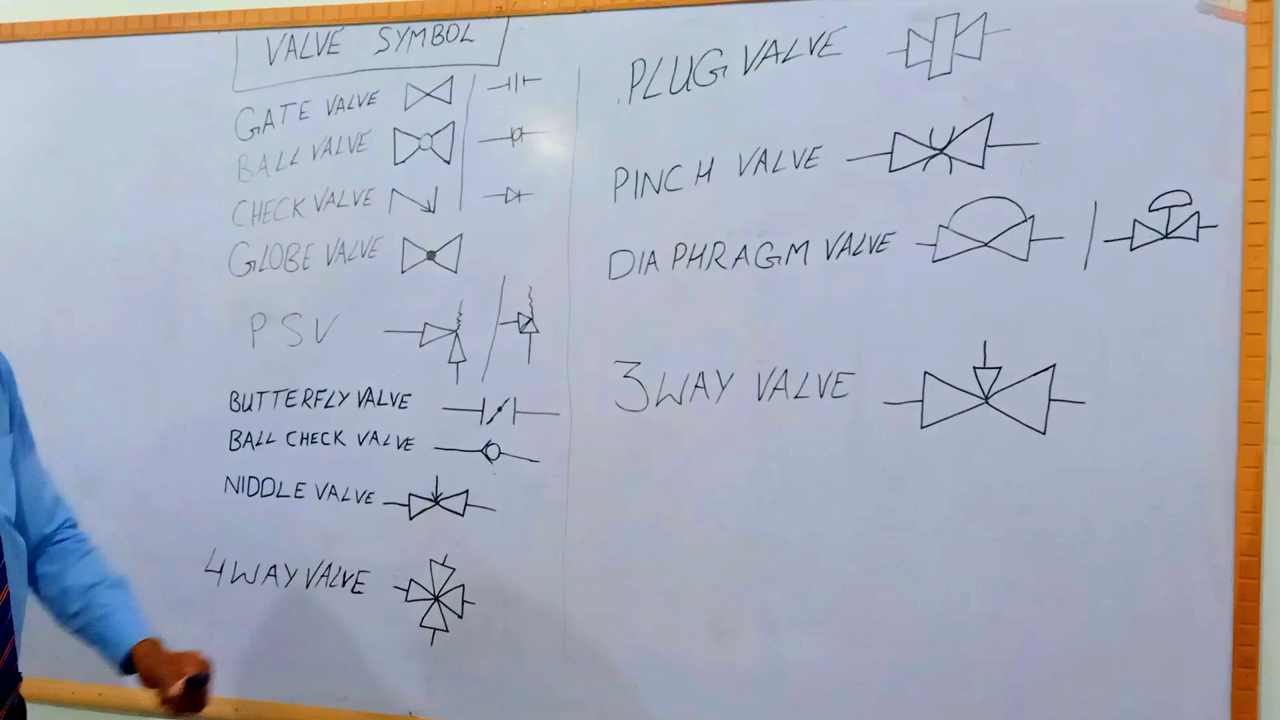 VALVE SYMBOL
GATE VALVE
BALL VALVE
CHECK VALVE
GLOBE VALVE
PSV
BUTTERFLY VALVE
BALL CHECK VALVE
NIDDLE VALVE
4 WAY VALVE
PLUG VALVE
PINCH VALVE
DIAPHRAGM VALVE
3 WAY VALVE